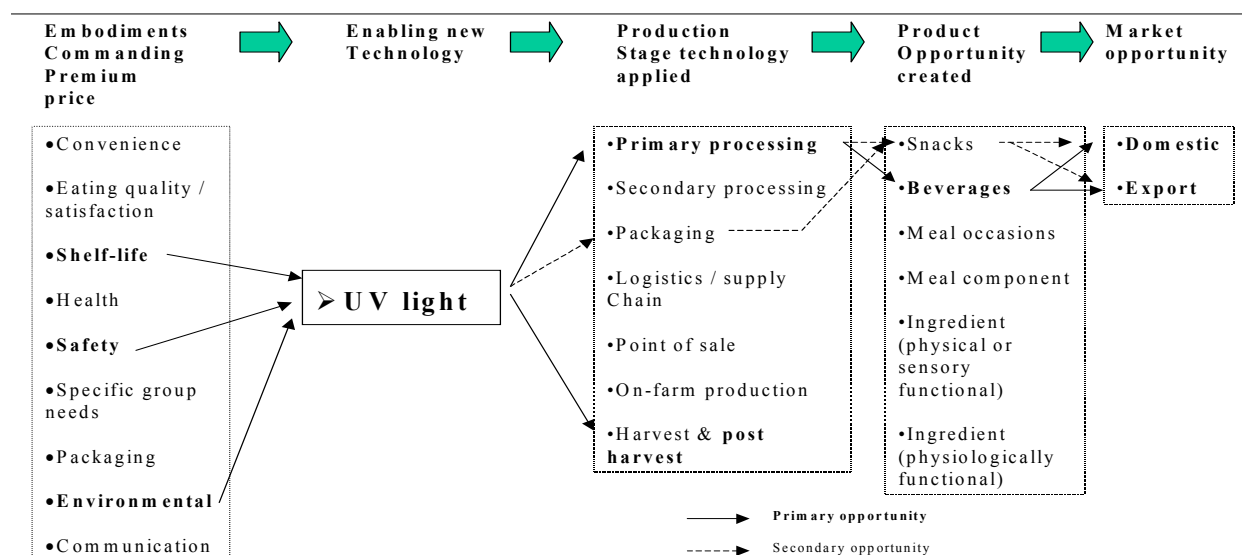 Embodiments
Commanding
Premium
price
Enabling new
Technology
Production
Stage technology
applied
Product
Opportunity
created
Market
opportunity
•Convenience
•Eating quality /
satisfaction
•Shelf-life
•Health
•Safety
•Specific group
needs
•Packaging
•Environmental
•Communication
➢ UV light
•Primary processing
•Secondary processing
•Packaging
•Logistics / supply
Chain
•Point of sale
•On-farm production
•Harvest & post
harvest
•Snacks
•Beverages
•Meal occasions
•Meal component
•Ingredient
(physical or
sensory
functional)
•Ingredient
(physiologically
functional)
•Domestic
•Export
Primary opportunity
Secondary opportunity